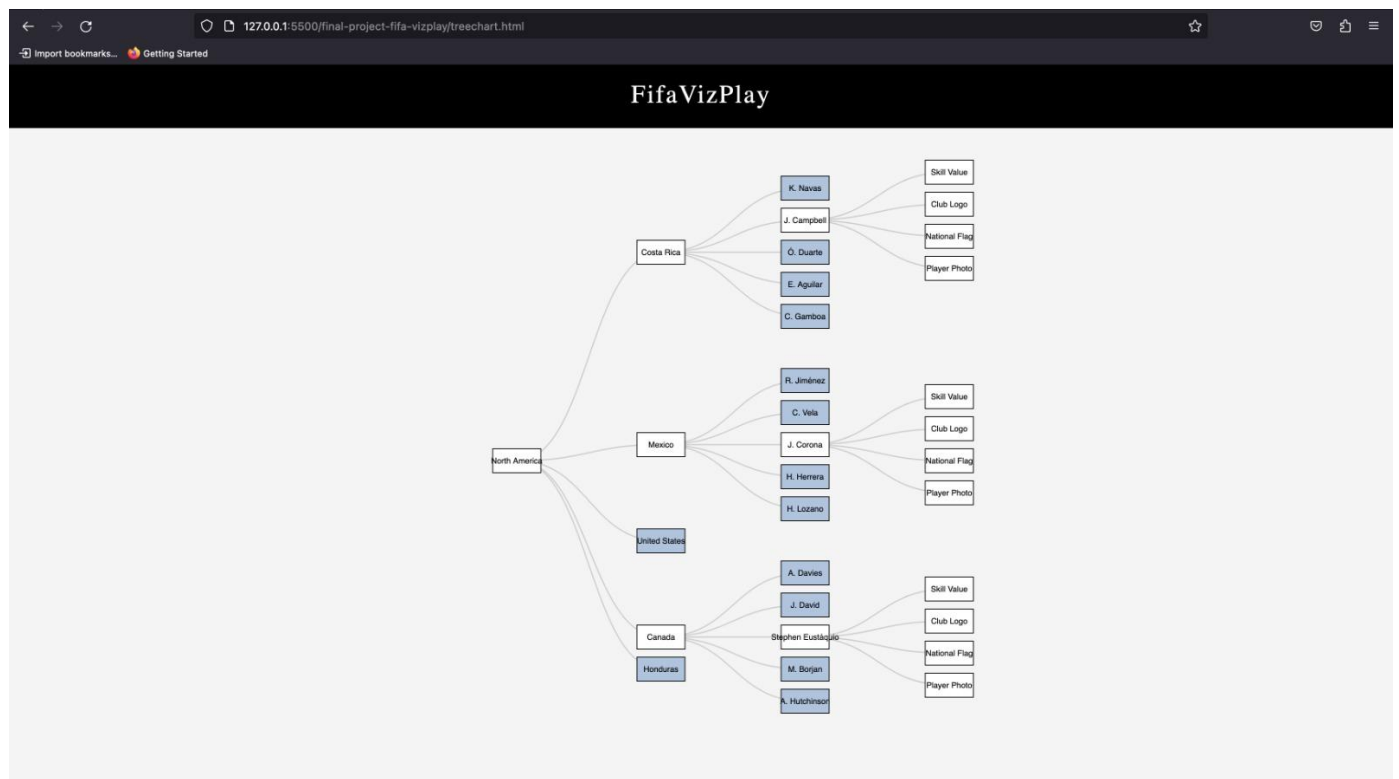 127.0.0.1:5500/final-project-fifa-vizplay/treechart.html
Import bookmarks... Getting Started
FifaVizPlay
North America
Costa Rica
K. Navas
J. Campbell
Skill Value
Club Logo
National Flag
Player Photo
Ó. Duarte
E. Aguilar
C. Gamboa
Mexico
R. Jiménez
C. Vela
J. Corona
Skill Value
Club Logo
National Flag
Player Photo
H. Herrera
H. Lozano
United States
Canada
A. Davies
J. David
Stephen Eustáquio
Skill Value
Club Logo
National Flag
Player Photo
M. Borjan
A. Hutchinson
Honduras